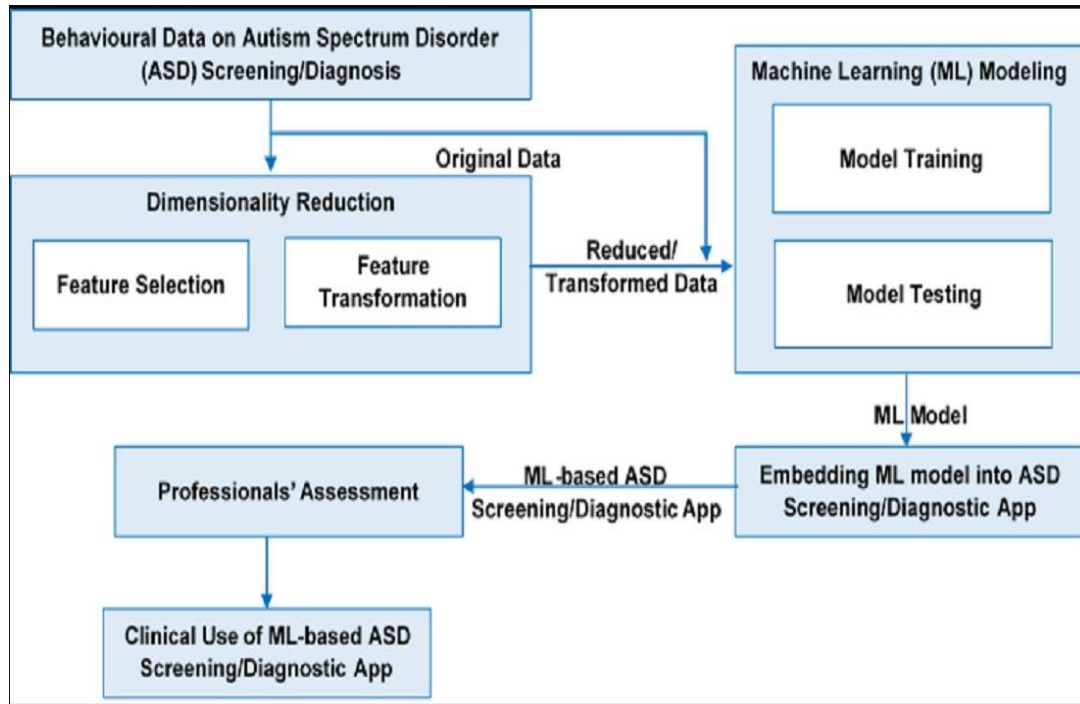 Behavioural Data on Autism Spectrum Disorder
(ASD) Screening/Diagnosis
Machine Learning (ML) Modeling
Model Training
Original Data
Dimensionality Reduction
Feature Selection
Feature
Transformation
Reduced/
Transformed Data
Model Testing
ML Model
Professionals' Assessment
ML-based ASD
Screening/Diagnostic App
Embedding ML model into ASD
Screening/Diagnostic App
Clinical Use of ML-based ASD
Screening/Diagnostic App